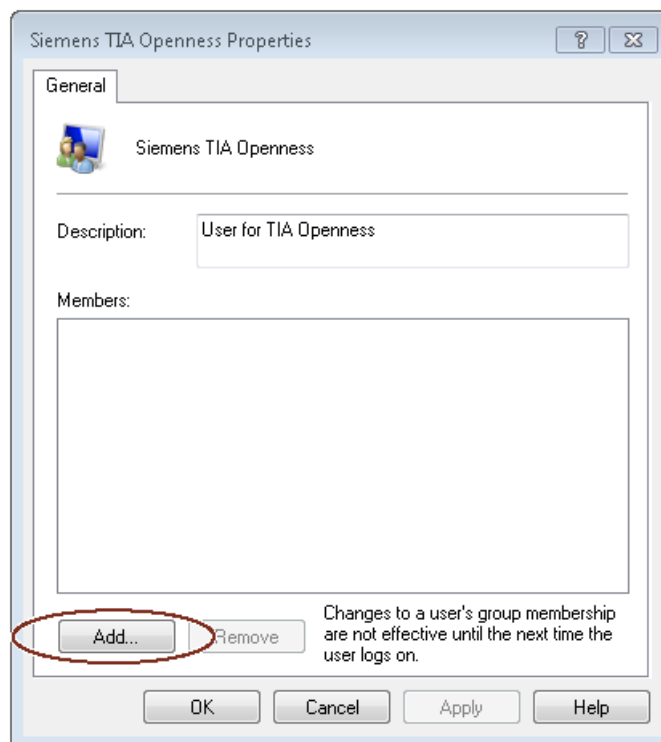 Siemens TIA Openness Properties
General
Siemens TIA Openness
Description:
User for TIA Openness
Members:
Add...
Remove
Changes to a user's group membership
are not effective until the next time the
user logs on.
OK
Cancel
Apply
Help